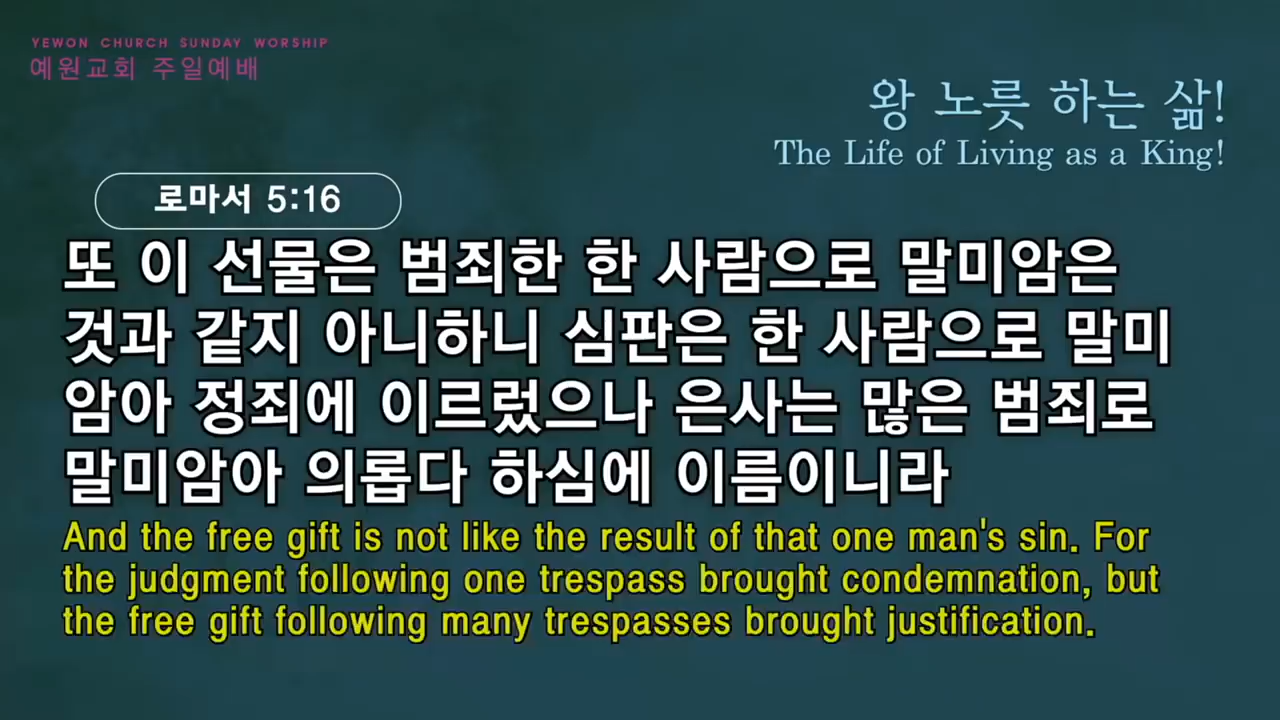 YEWON CHURCH SUNDAY WORSHIP
예원교회 주일예배
왕 노릇 하는 삶!
The Life of Living as a King!
로마서 5:16
또 이 선물은 범죄한 한 사람으로 말미암은
것과 같지 아니하니 심판은 한 사람으로 말미
암아 정죄에 이르렀으나 은사는 많은 범죄로
말미암아 의롭다 하심에 이름이니라
And the free gift is not like the result of that one man's sin. For
the judgment following one trespass brought condemnation, but
the free gift following many trespasses brought justification.